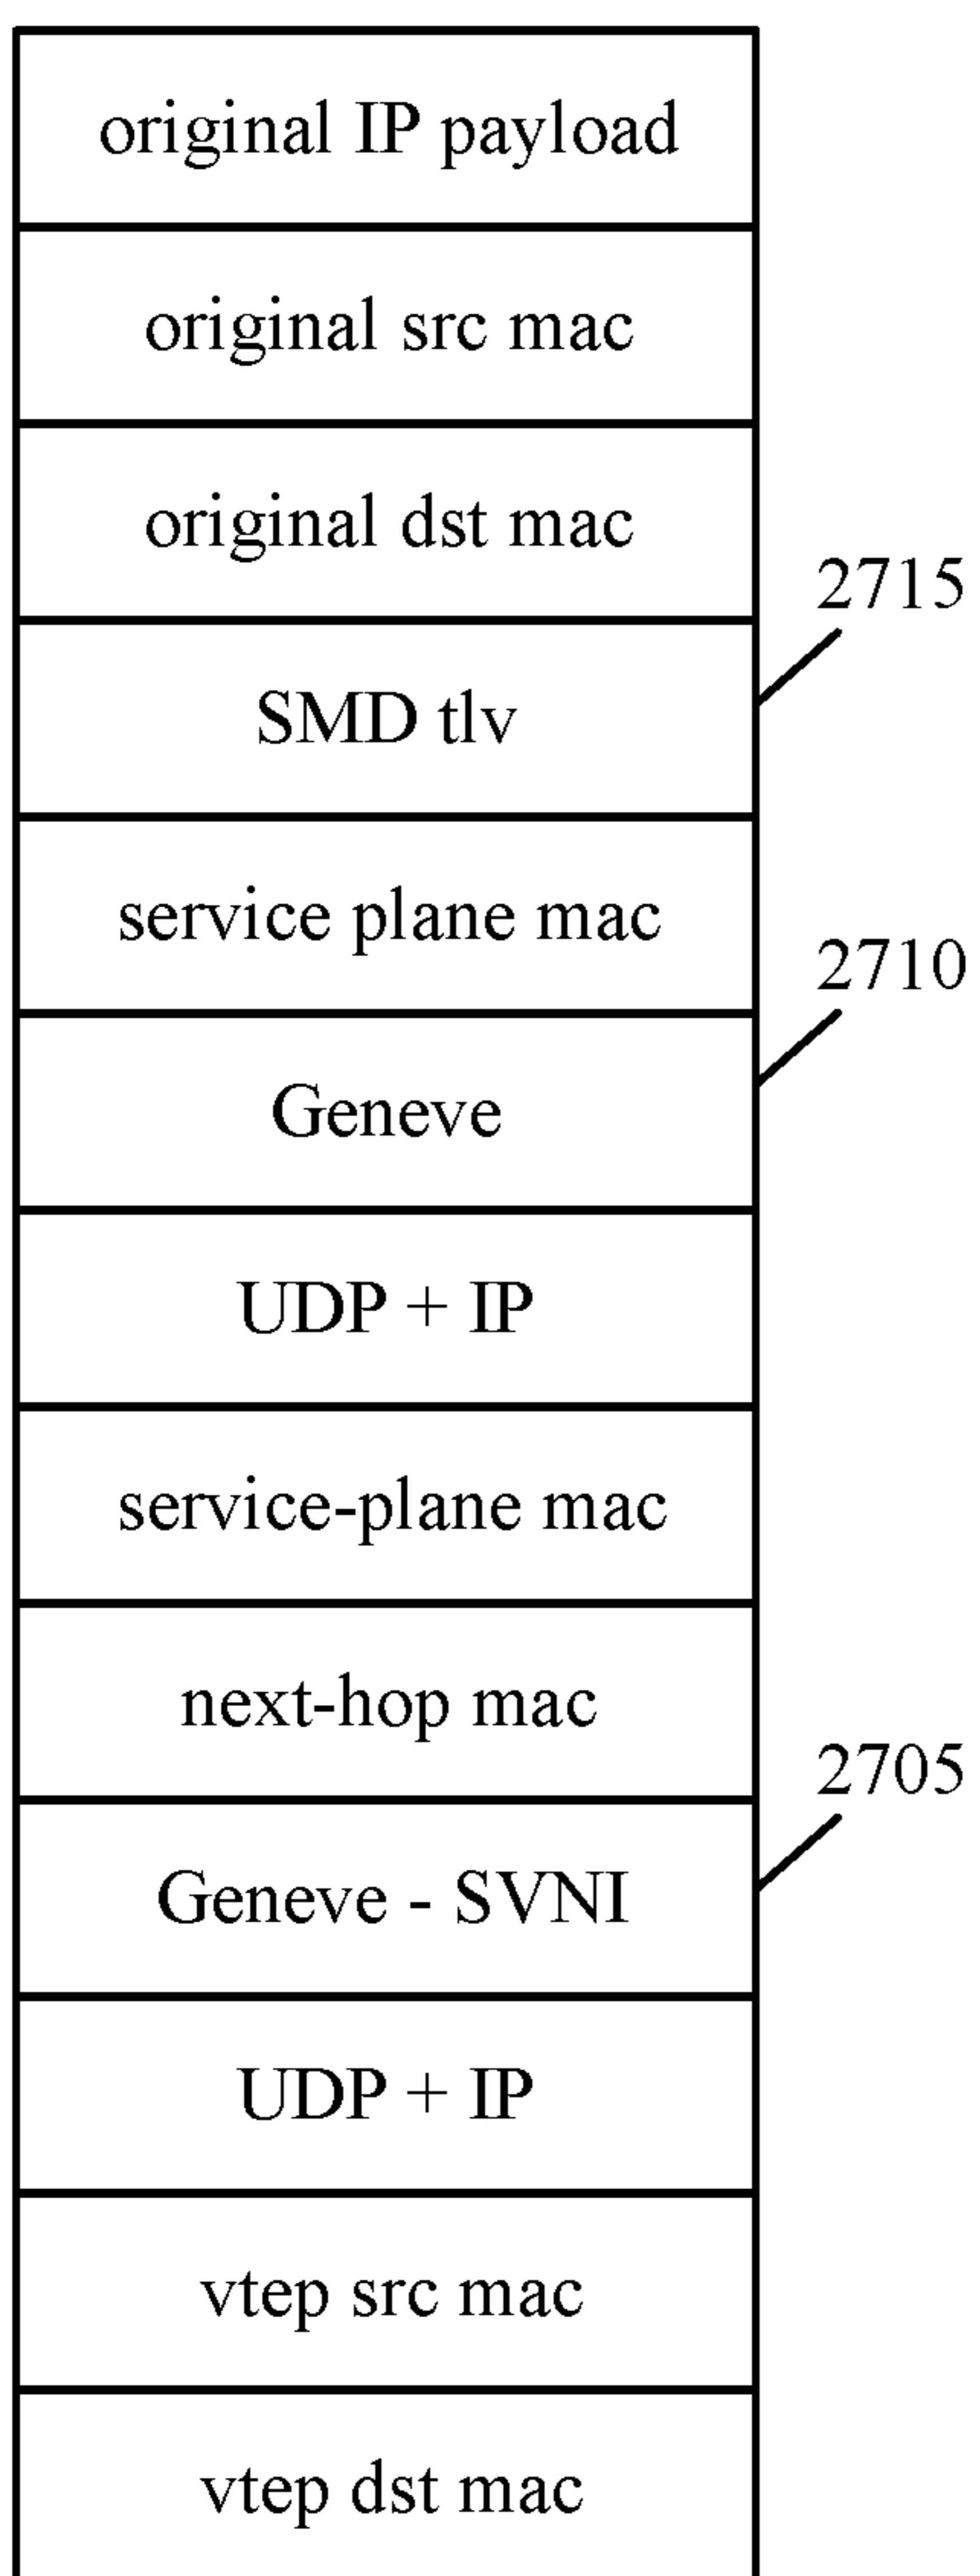 original IP payload
original src mac
original dst mac
2715
SMD tlv
service plane mac
2710
Geneve
UDP + IP
service-plane mac
next-hop mac
2705
Geneve - SVNI
UDP + IP
vtep src mac
vtep dst mac